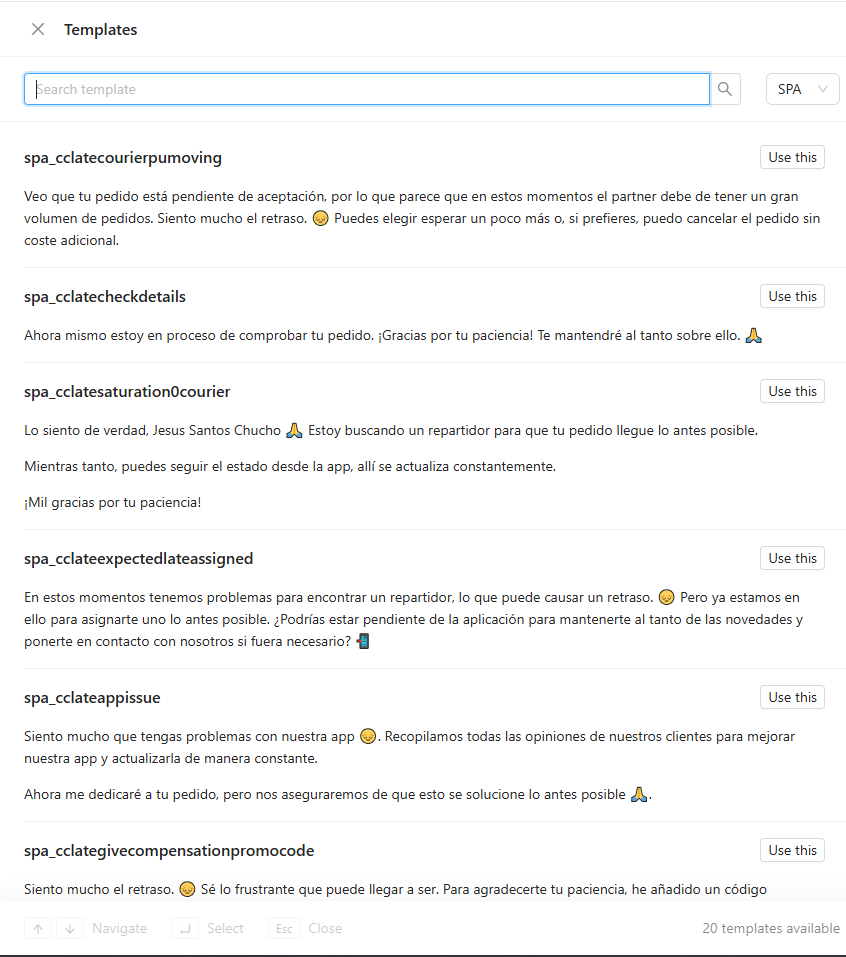 Templates
Search template
SPA
spa_cclatecourierpumoving
Use this
Veo que tu pedido está pendiente de aceptación, por lo que parece que en estos momentos el partner debe de tener un gran
volumen de pedidos. Siento mucho el retraso. 😞 Puedes elegir esperar un poco más o, si prefieres, puedo cancelar el pedido sin
coste adicional.
spa_cclatecheckdetails
Use this
Ahora mismo estoy en proceso de comprobar tu pedido. ¡Gracias por tu paciencia! Te mantendré al tanto sobre ello. 🙏
spa_cclatesaturation0courier
Use this
Lo siento de verdad, Jesus Santos Chucho 🙏 Estoy buscando un repartidor para que tu pedido llegue lo antes posible.
Mientras tanto, puedes seguir el estado desde la app, allí se actualiza constantemente.
¡Mil gracias por tu paciencia!
spa_cclateexpectedlateassigned
Use this
En estos momentos tenemos problemas para encontrar un repartidor, lo que puede causar un retraso. 😞 Pero ya estamos en
ello para asignarte uno lo antes posible. ¿Podrías estar pendiente de la aplicación para mantenerte al tanto de las novedades y
ponerte en contacto con nosotros si fuera necesario? 📲
spa_cclateappissue
Use this
Siento mucho que tengas problemas con nuestra app 😞. Recopilamos todas las opiniones de nuestros clientes para mejorar
nuestra app y actualizarla de manera constante.
Ahora me dedicaré a tu pedido, pero nos aseguraremos de que esto se solucione lo antes posible 🙏.
spa_cclategivecompensationpromocode
Use this
Siento mucho el retraso. 😞 Sé lo frustrante que puede llegar a ser. Para agradecerte tu paciencia, he añadido un código
Navigate
Select
Esc Close
20 templates available